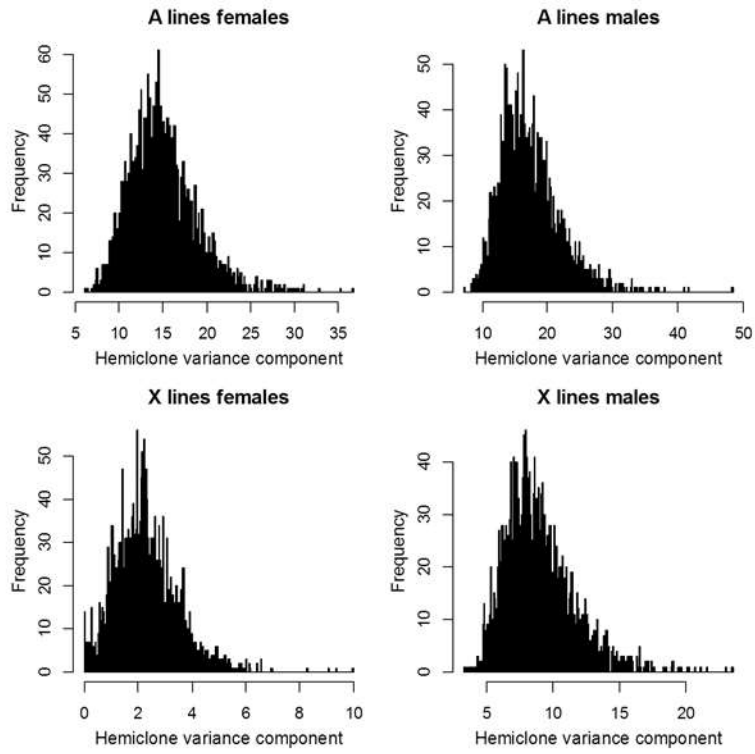 A lines females
Frequency
60
50
40
30
20
10
0
5 10 15 20 25 30 35
Hemiclone variance component
A lines males
Frequency
50
40
30
20
10
0
10 20 30 40 50
Hemiclone variance component
X lines females
Frequency
50
40
30
20
10
0
0 2 4 6 8 10
Hemiclone variance component
X lines males
Frequency
40
30
20
10
0
5 10 15 20
Hemiclone variance component